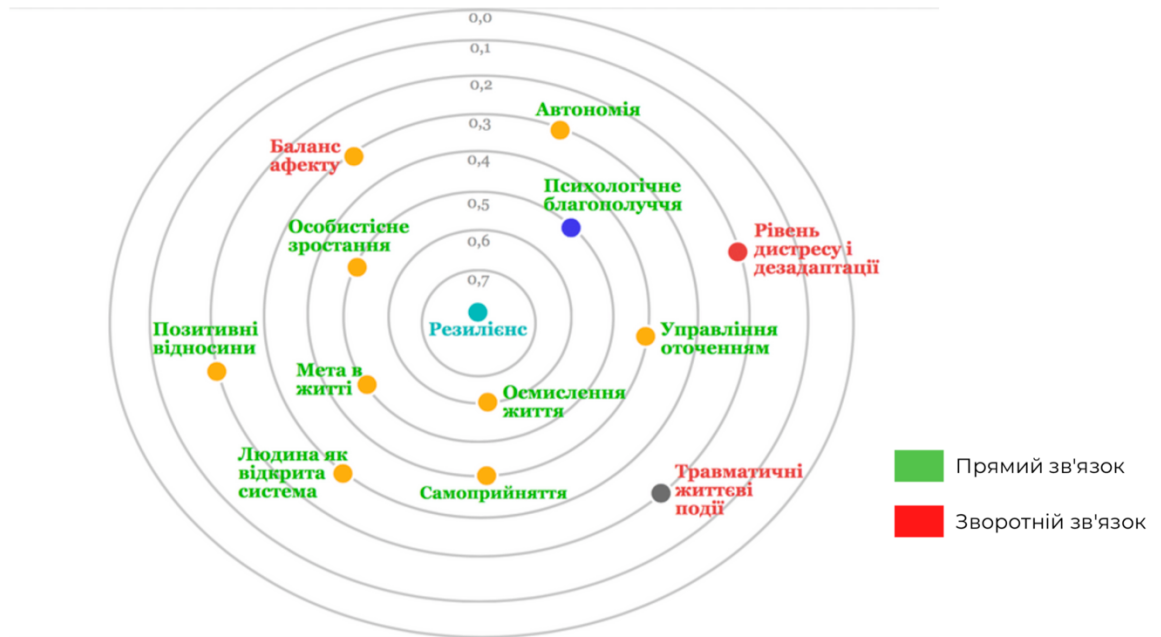 0,0
0,1
0,2
0,3
0,4
0,5
0,6
0,7
Автономія
Баланс
афекту
Психологічне
благополуччя
Особистісне
зростання
Рівень
дистресу і
дезадаптації
Резилієнс
Позитивні
відносини
Управління
оточенням
Мета в
житті
Осмислення
життя
Людина як
відкрита
система
Самоприйняття
Травматичні
життєві
події
Прямий зв'язок
Зворотній зв'язок